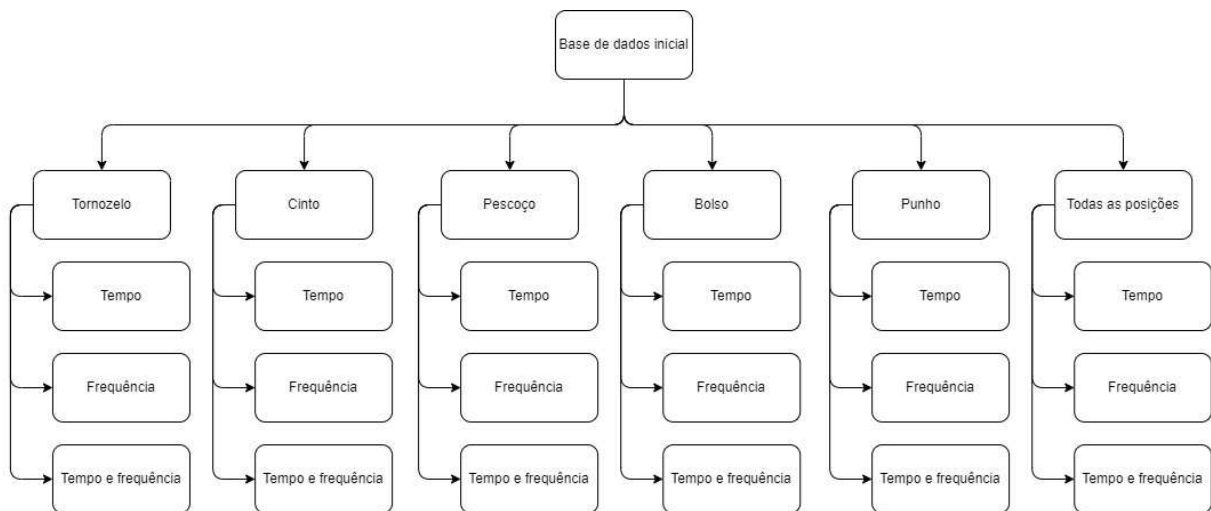 Base de dados inicial
Tornozelo
Cinto
Pescoço
Bolso
Punho
Todas as posições
Tempo
Tempo
Tempo
Tempo
Tempo
Tempo
Frequência
Frequência
Frequência
Frequência
Frequência
Frequência
Tempo e frequência
Tempo e frequência
Tempo e frequência
Tempo e frequência
Tempo e frequência
Tempo e frequência